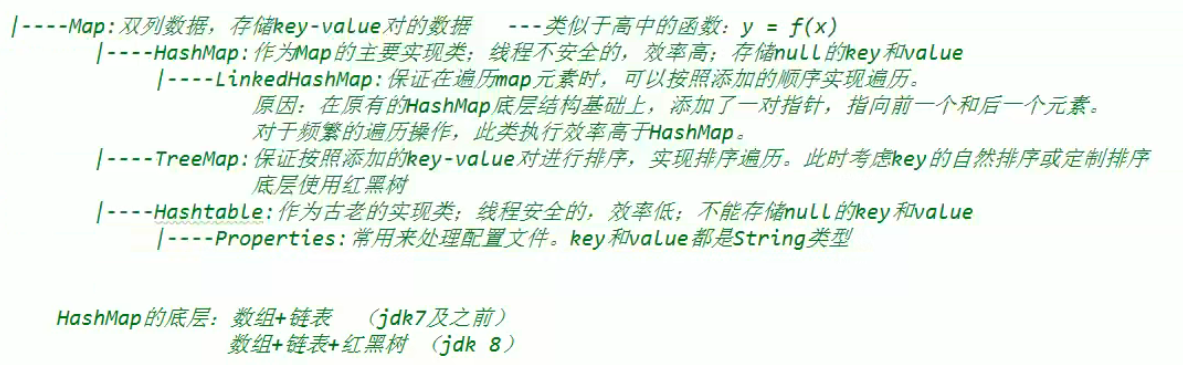 |----Map:双列数据，存储key-value对的数据   ---类似于高中的函数：y = f(x)
|----HashMap:作为Map的主要实现类；线程不安全的，效率高；存储null的key和value
|----LinkedHashMap:保证在遍历map元素时，可以按照添加的顺序实现遍历。
原因：在原有的HashMap底层结构基础上，添加了一对指针，指向前一个和后一个元素。
对于频繁的遍历操作，此类执行效率高于HashMap。
|----TreeMap:保证按照添加的key-value对进行排序，实现排序遍历。此时考虑key的自然排序或定制排序
底层使用红黑树
|----Hashtable:作为古老的实现类；线程安全的，效率低；不能存储null的key和value
|----Properties:常用来处理配置文件。key和value都是String类型
HashMap的底层：数组+链表  （jdk7及之前）
数组+链表+红黑树 （jdk 8）